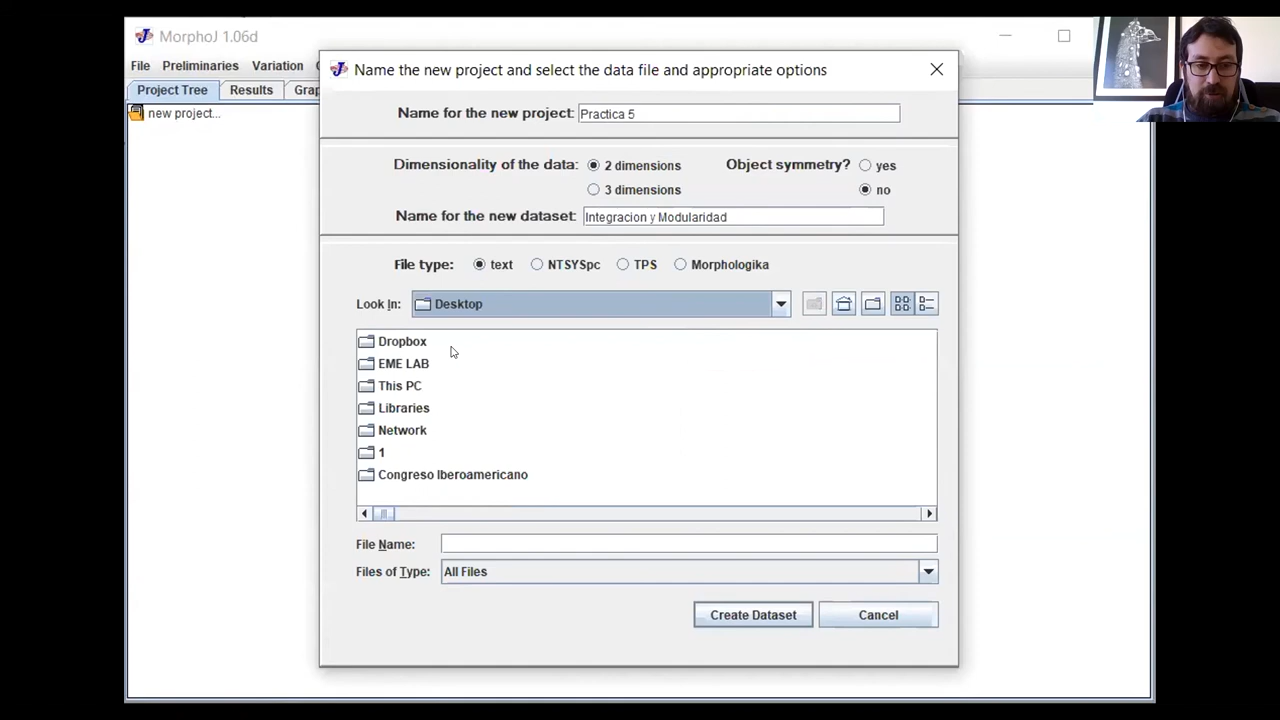 MorphoJ 1.06d
File Preliminaries Variation
Project Tree Results Grap
new project...
Name the new project and select the data file and appropriate options
Name for the new project: Practica 5
Dimensionality of the data: 2 dimensions Object symmetry? yes
3 dimensions no
Name for the new dataset: Integracion y Modularidad
File type: text NTSYSpc TPS Morphologika
Look In: Desktop
Dropbox
EME LAB
This PC
Libraries
Network
1
Congreso Iberoamericano
File Name:
Files of Type: All Files
Create Dataset Cancel